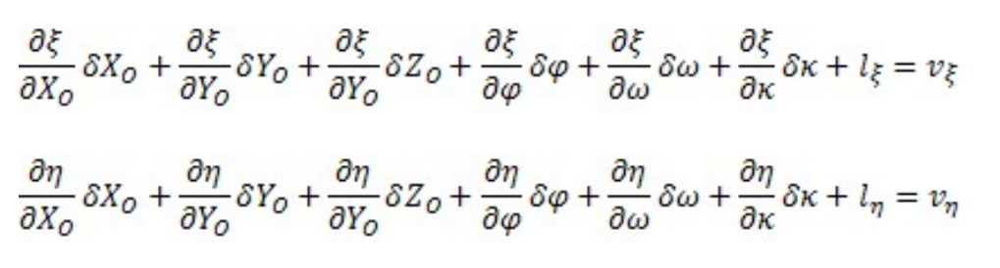 ∂ξ/∂X_O δX_O + ∂ξ/∂Y_O δY_O + ∂ξ/∂Y_O δZ_O + ∂ξ/∂φ δφ + ∂ξ/∂ω δω + ∂ξ/∂κ δκ + l_ξ = v_ξ
∂η/∂X_O δX_O + ∂η/∂Y_O δY_O + ∂η/∂Y_O δZ_O + ∂η/∂φ δφ + ∂η/∂ω δω + ∂η/∂κ δκ + l_η = v_η